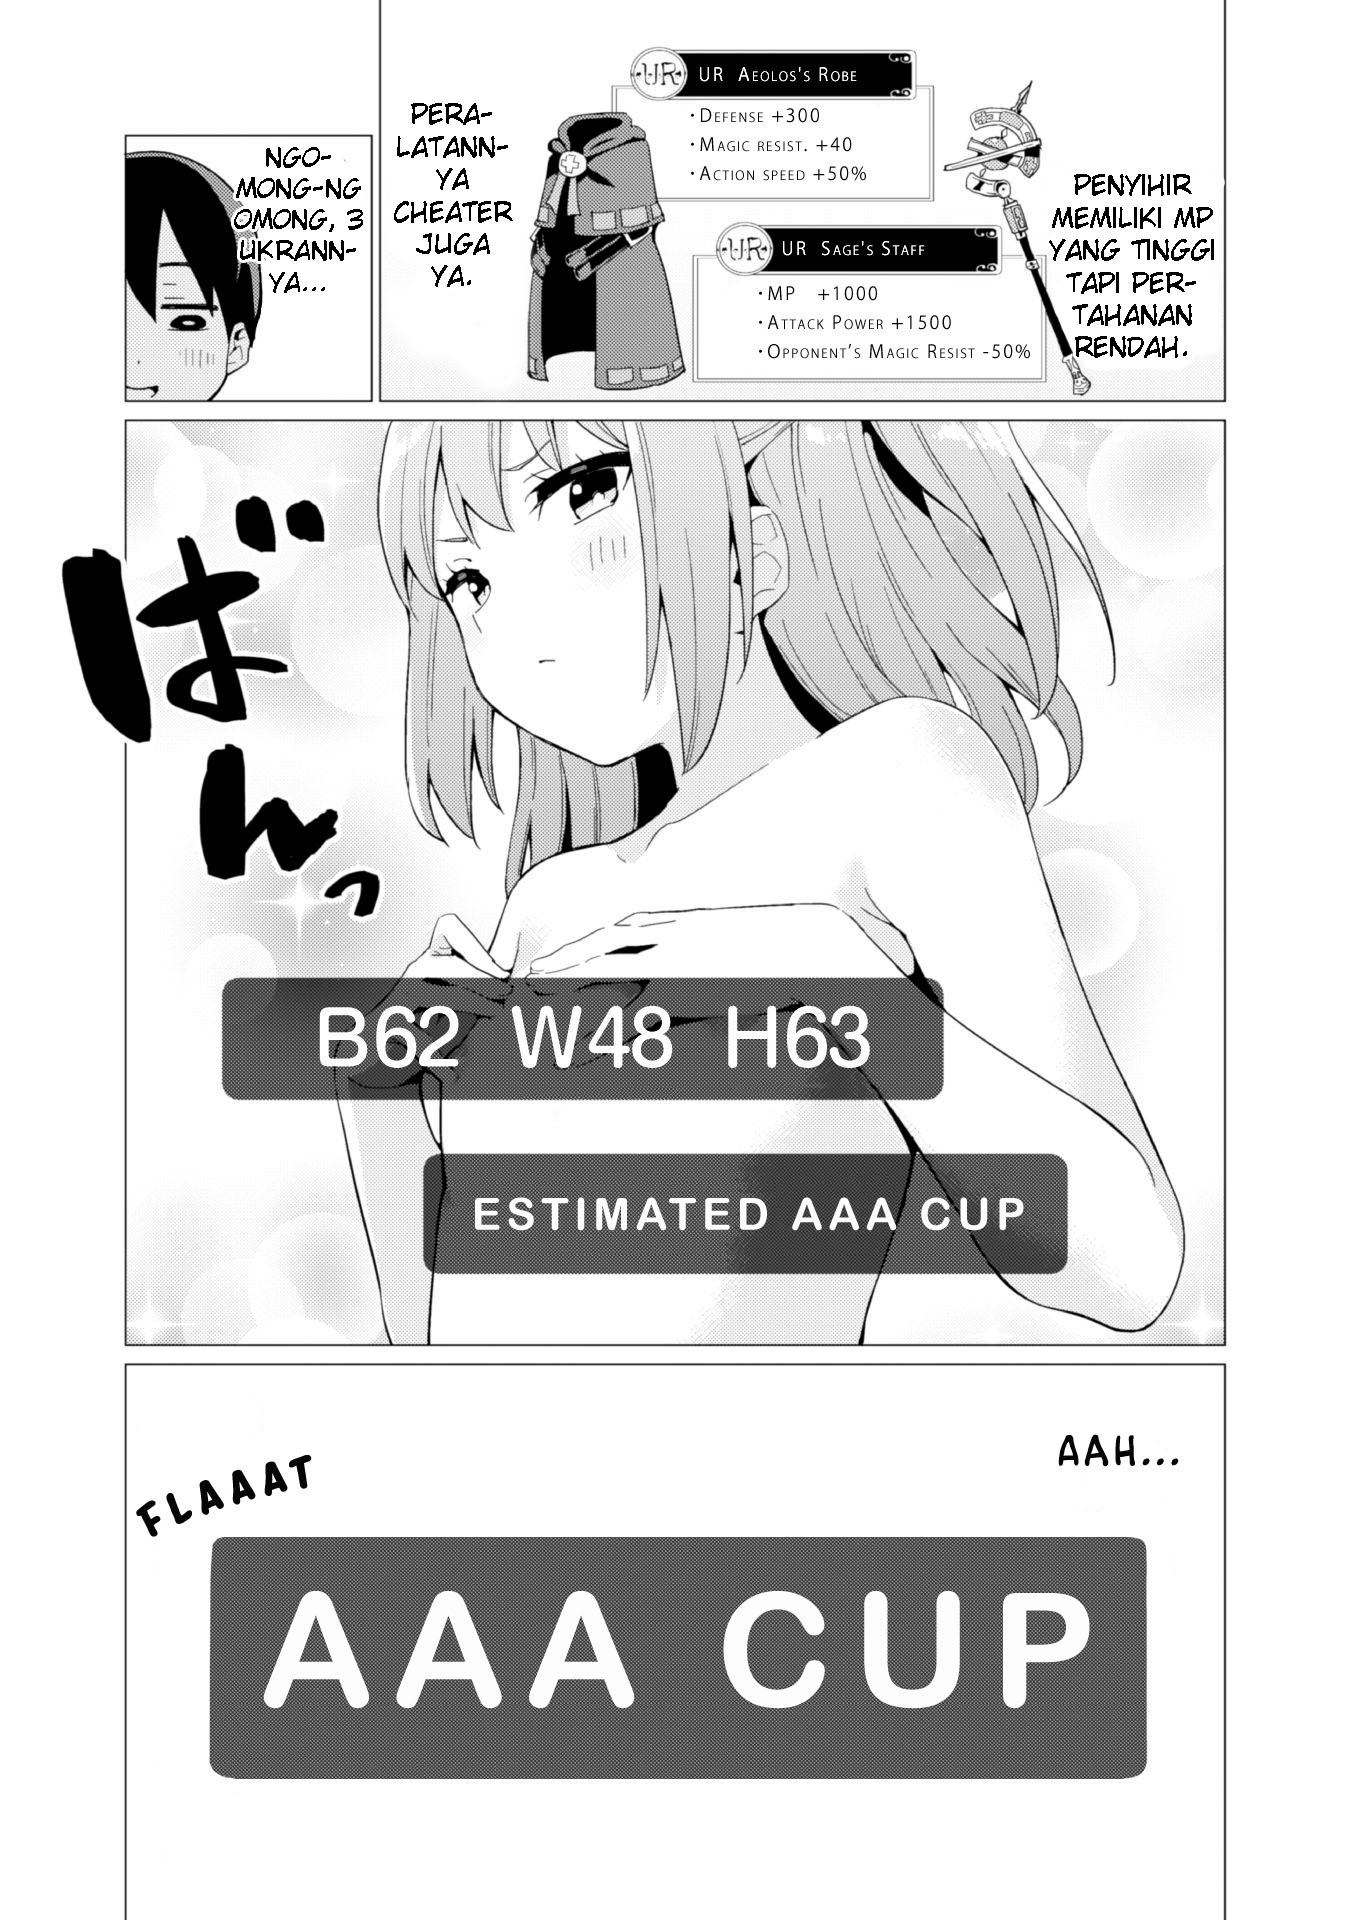 PENYIHIR
MEMILIKI MP
YANG TINGGI
TAPI PER-
TAHANAN
RENDAH.
UR UR AEOLOS'S ROBE
・DEFENSE +300
・MAGIC RESIST. +40
・ACTION SPEED +50%
UR UR SAGE'S STAFF
・MP +1000
・ATTACK POWER +1500
・OPPONENT'S MAGIC RESIST -50%
PERA-
LATANN-
YA
CHEATER
JUGA
YA.
NGO-
MONG-NG
OMONG, 3
UKRANN-
YA...
ばんっ
B62 W48 H63
ESTIMATED AAA CUP
AAH...
FLAAAT
AAA CUP